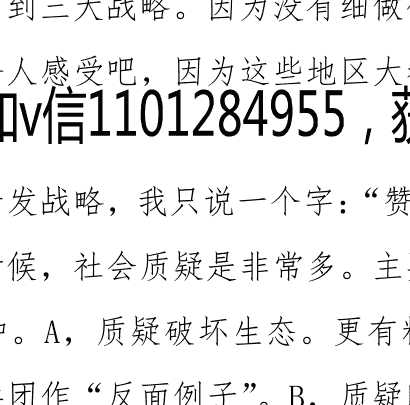 到三大战略。因为没有细做
人感受吧，因为这些地区大
加v信1101284955，获
发战略，我只说一个字：“赞
候，社会质疑是非常多。主
。A，质疑破坏生态。更有
团作“反面例子”。B，质疑